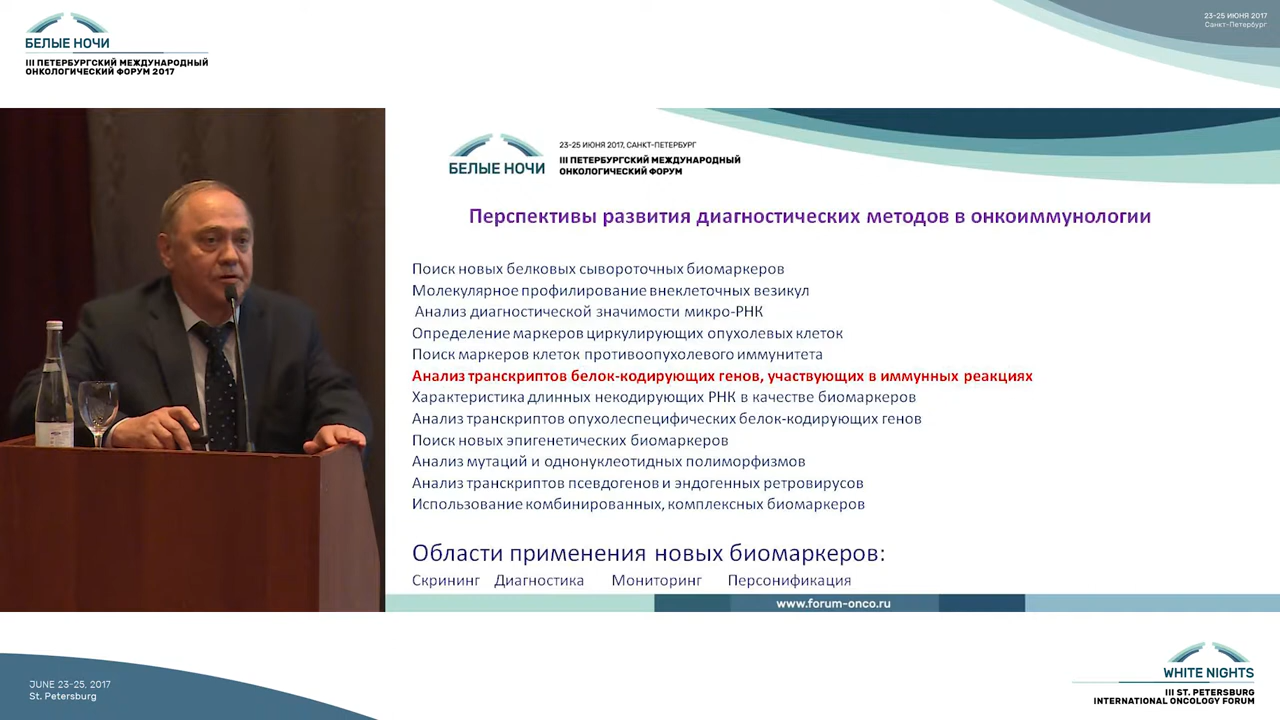 БЕЛЫЕ НОЧИ
III ПЕТЕРБУРГСКИЙ МЕЖДУНАРОДНЫЙ
ОНКОЛОГИЧЕСКИЙ ФОРУМ 2017
23-25 ИЮНЯ 2017
Санкт-Петербург
БЕЛЫЕ НОЧИ
23-25 ИЮНЯ 2017, САНКТ-ПЕТЕРБУРГ
III ПЕТЕРБУРГСКИЙ МЕЖДУНАРОДНЫЙ
ОНКОЛОГИЧЕСКИЙ ФОРУМ
Перспективы развития диагностических методов в онкоиммунологии
Поиск новых белковых сывороточных биомаркеров
Молекулярное профилирование внеклеточных везикул
Анализ диагностической значимости микро-РНК
Определение маркеров циркулирующих опухолевых клеток
Поиск маркеров клеток противоопухолевого иммунитета
Анализ транскриптов белок-кодирующих генов, участвующих в иммунных реакциях
Характеристика длинных некодирующих РНК в качестве биомаркеров
Анализ транскриптов опухолеспецифических белок-кодирующих генов
Поиск новых эпигенетических биомаркеров
Анализ мутаций и однонуклеотидных полиморфизмов
Анализ транскриптов псевдогенов и эндогенных ретровирусов
Использование комбинированных, комплексных биомаркеров
Области применения новых биомаркеров:
Скрининг Диагностика Мониторинг Персонификация
www.forum-onco.ru
JUNE 23-25, 2017
St. Petersburg
WHITE NIGHTS
III ST. PETERSBURG
INTERNATIONAL ONCOLOGY FORUM